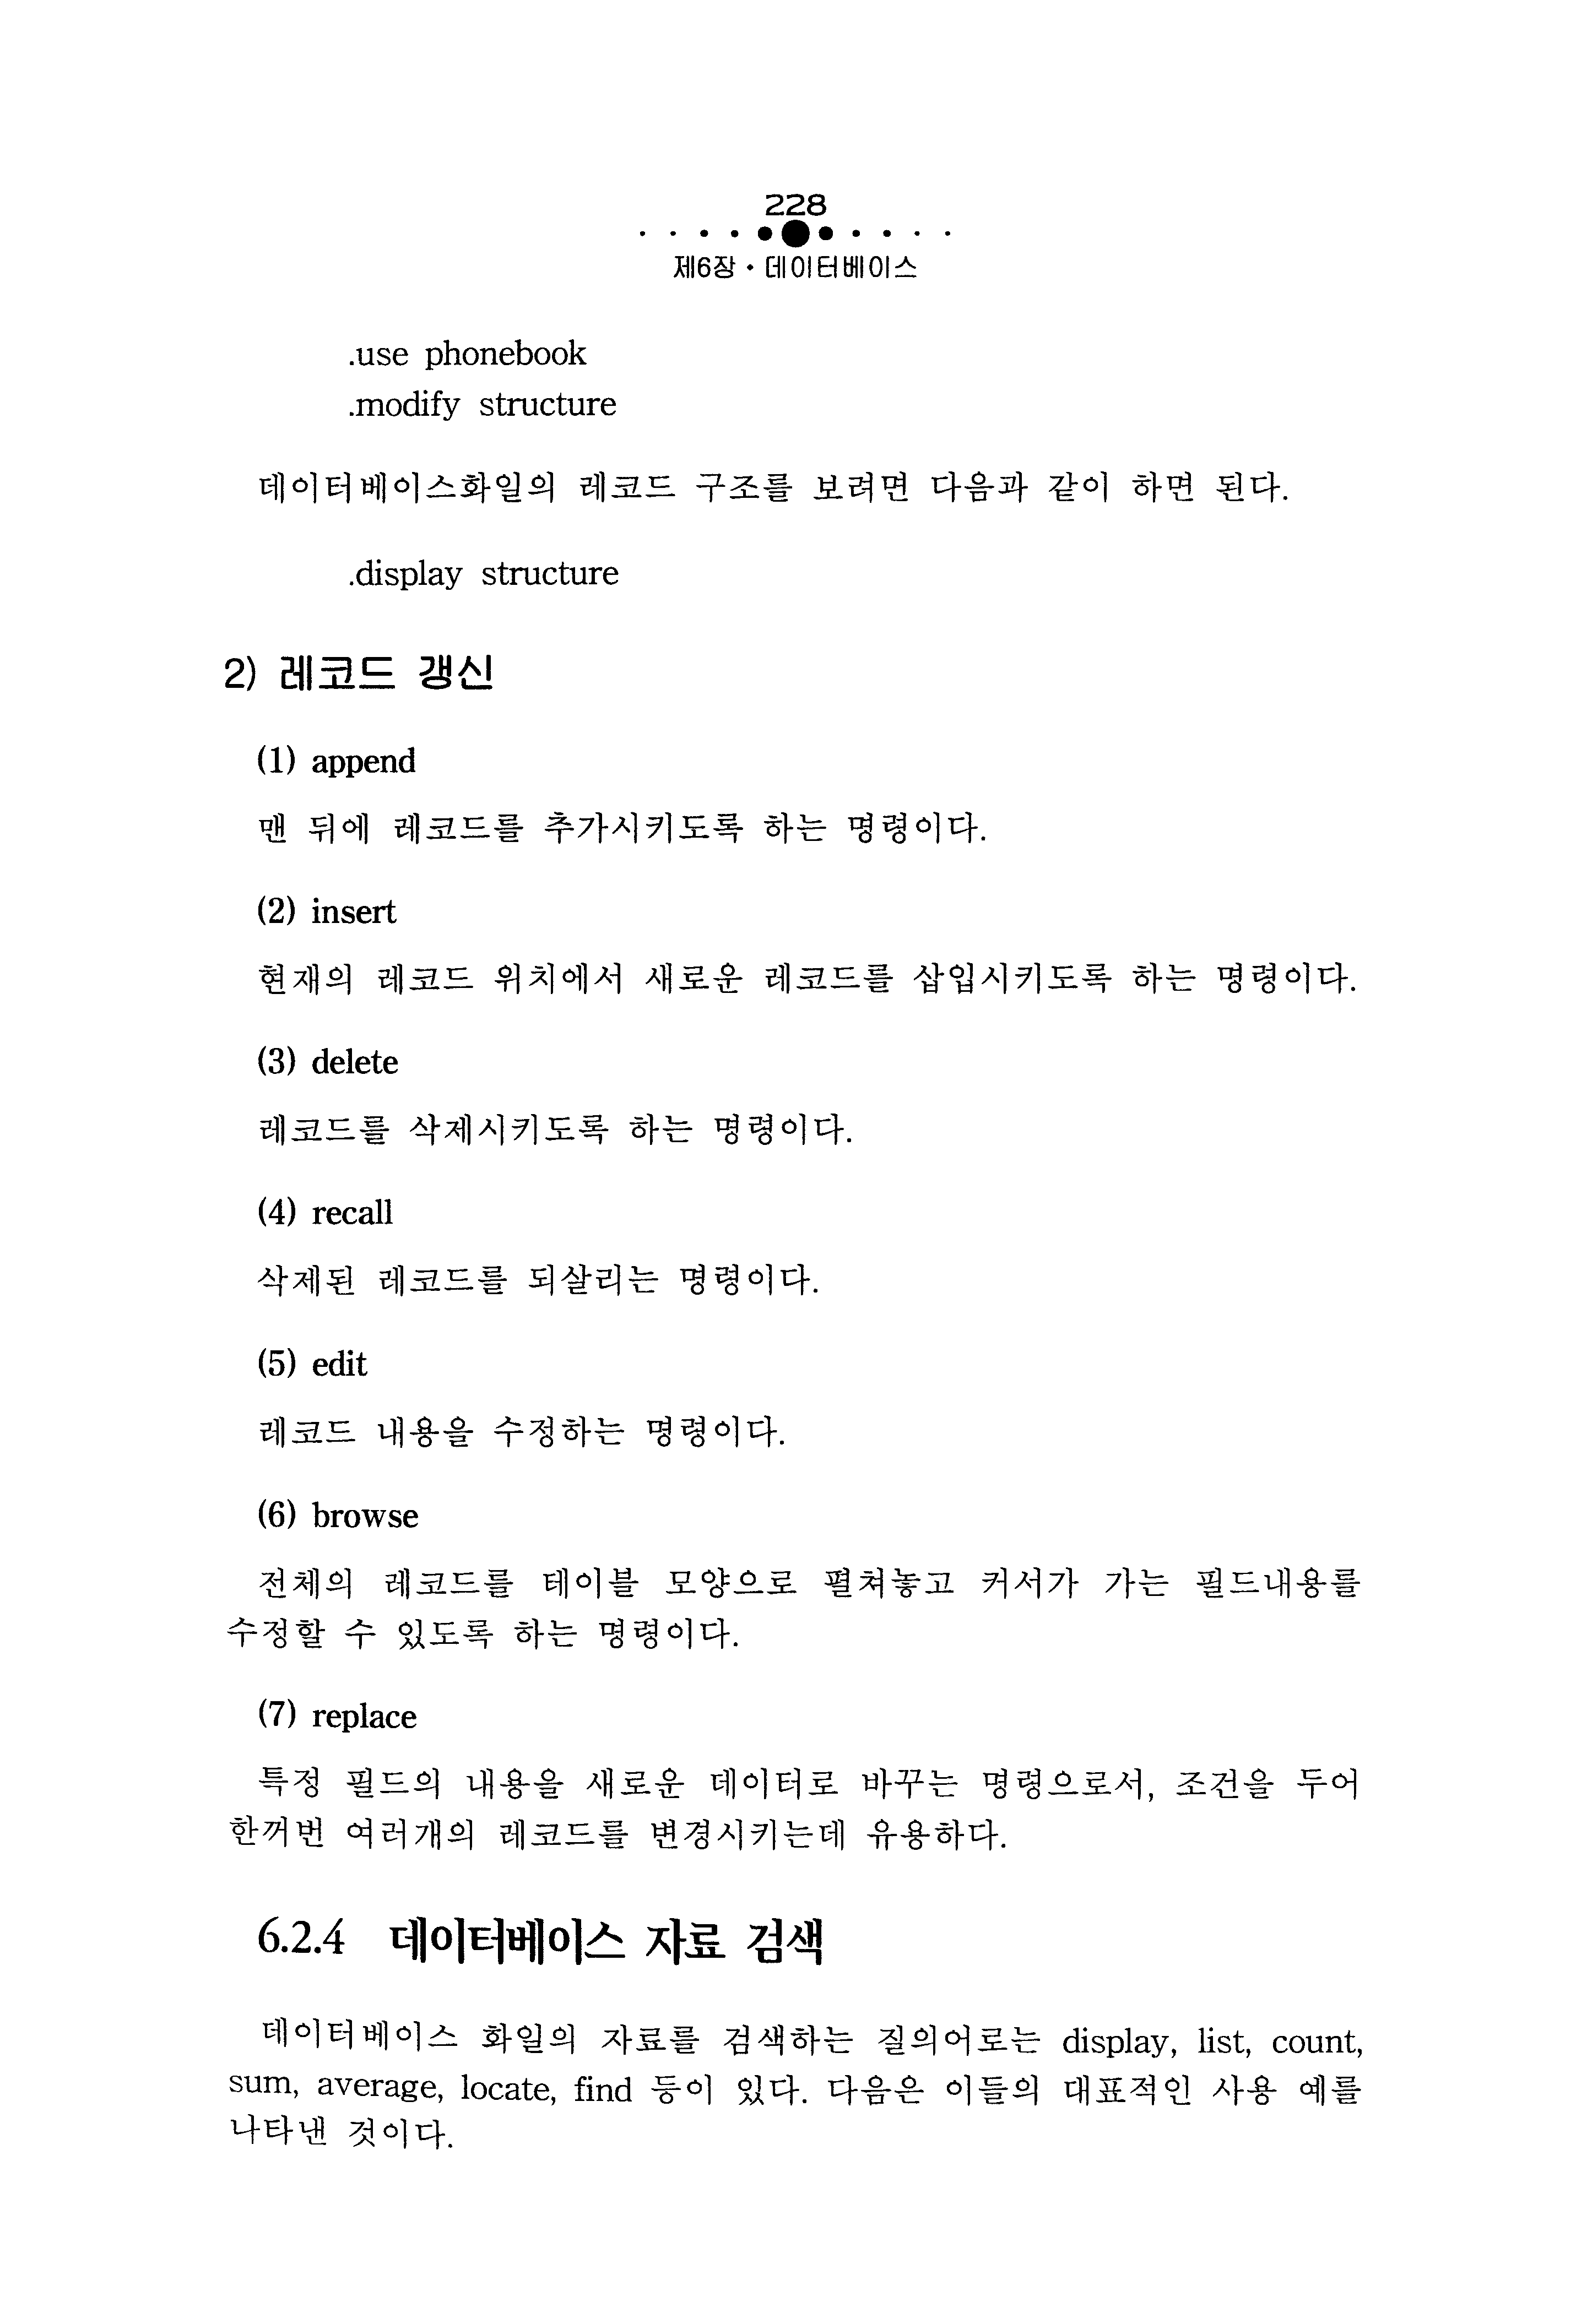 228
제6장 • 데이터베이스
.use phonebook
.modify structure
데이터베이스화일의 레코드 구조를 보려면 다음과 같이 하면 된다.
.display structure
2) 레코드 갱신
(1) append
맨 뒤에 레코드를 추가시키도록 하는 명령이다.
(2) insert
현재의 레코드 위치에서 새로운 레코드를 삽입시키도록 하는 명령이다.
(3) delete
레코드를 삭제시키도록 하는 명령이다.
(4) recall
삭제된 레코드를 되살리는 명령이다.
(5) edit
레코드 내용을 수정하는 명령이다.
(6) browse
전체의 레코드를 테이블 모양으로 펼쳐놓고 커서가 가는 필드내용를
수정할 수 있도록 하는 명령이다.
(7) replace
특정 필드의 내용을 새로운 데이터로 바꾸는 명령으로서, 조건을 두어
한꺼번 여러개의 레코드를 변경시키는데 유용하다.
6.2.4 데이터베이스 자료 검색
데이터베이스 화일의 자료를 검색하는 질의어로는 display, list, count,
sum, average, locate, find 등이 있다. 다음은 이들의 대표적인 사용 예를
나타낸 것이다.